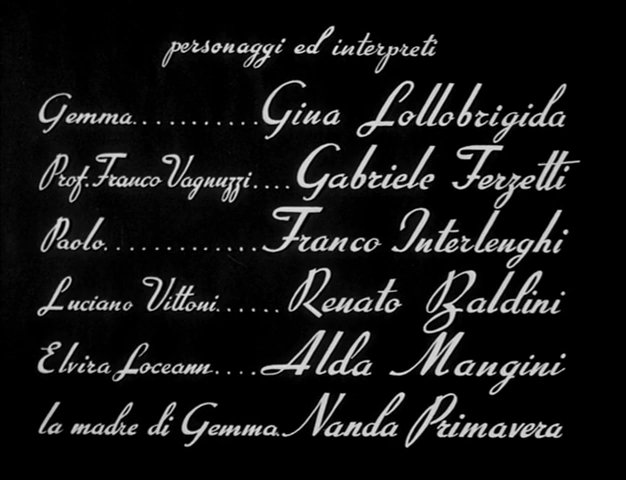 personaggi ed interpreti
Gemma............Gina Lollobrigida
Prof. Franco Vagnuzzi....Gabriele Ferzetti
Paolo..............Franco Interlenghi
Luciano Vittoni......Renato Baldini
Elvira Loceann....Alda Mangini
la madre di Gemma..Nanda Primavera